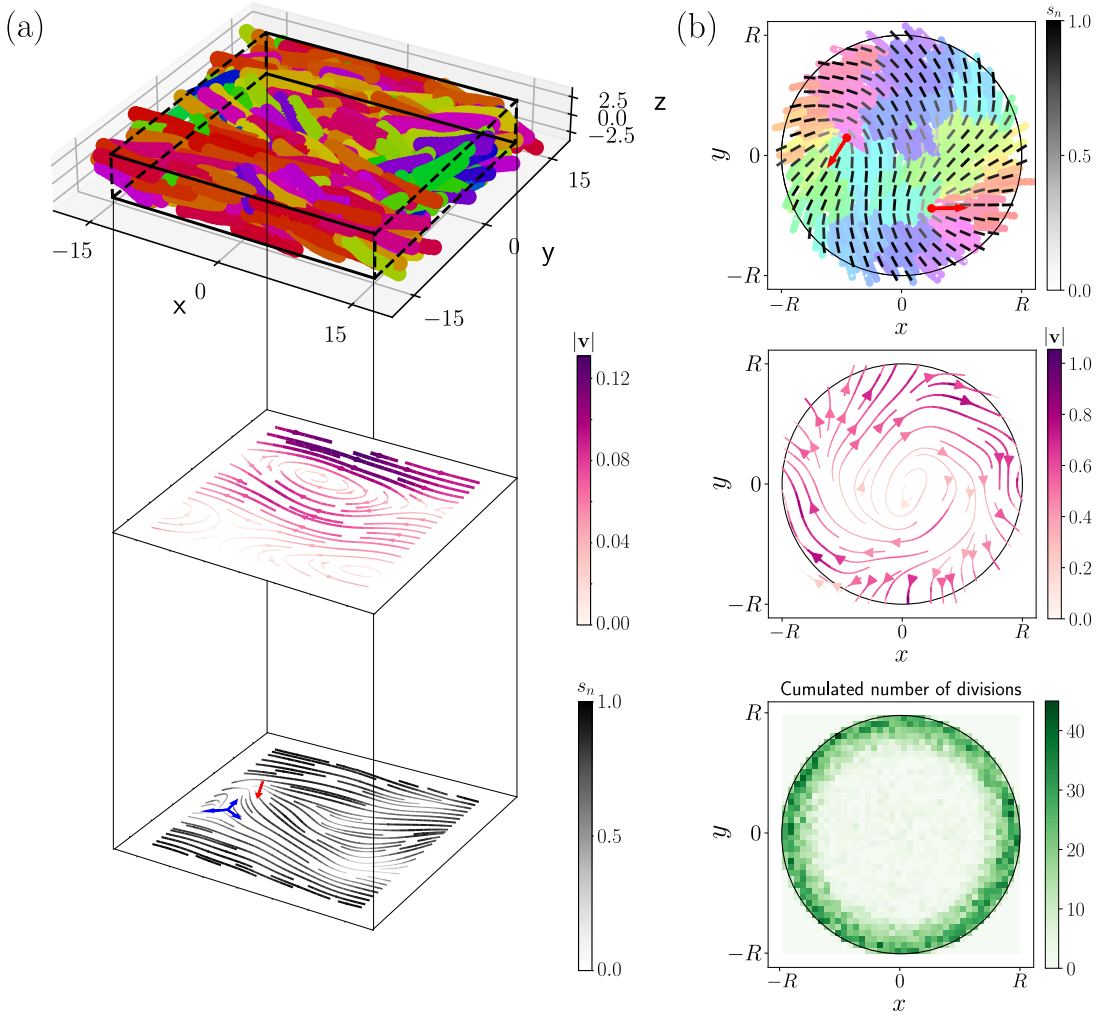 (a)
2.5
0.0
−2.5
z
15
0
y
−15
−15
0
x
15
|v|
0.12
0.08
0.04
0.00
s_n
1.0
0.5
0.0
(b)
s_n
R
1.0
y
0
0.5
−R
0.0
−R 0 R
x
|v|
R
1.0
0.8
y
0
0.6
0.4
0.2
−R
0.0
−R 0 R
x
Cumulated number of divisions
R
40
30
y
0
20
10
−R
0
−R 0 R
x